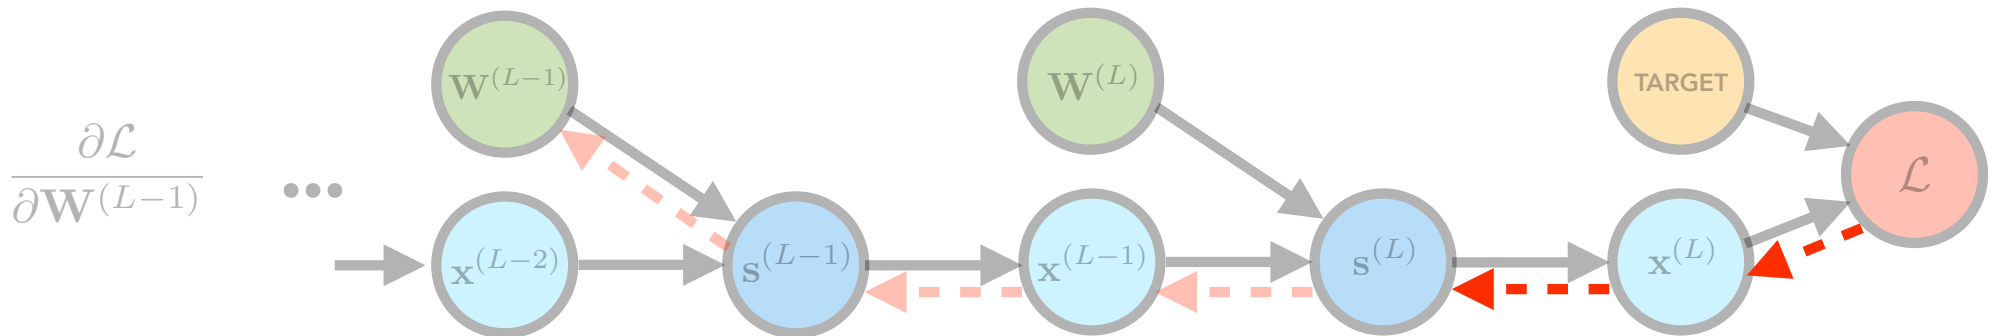 ∂ℒ
∂W^(L−1)
•••
W^(L−1)
W^(L)
TARGET
ℒ
x^(L−2)
s^(L−1)
x^(L−1)
s^(L)
x^(L)